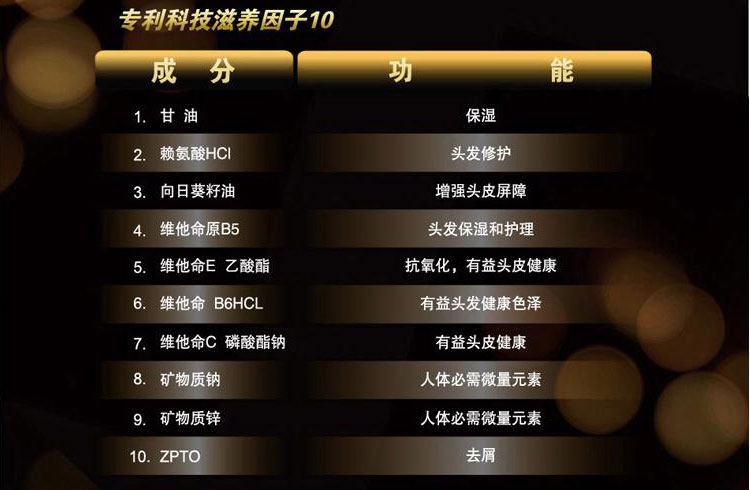 专利科技滋养因子10
成 分 功 能
1. 甘 油 保湿
2. 赖氨酸HCl 头发修护
3. 向日葵籽油 增强头皮屏障
4. 维他命原B5 头发保湿和护理
5. 维他命E 乙酸酯 抗氧化，有益头皮健康
6. 维他命 B6HCL 有益头发健康色泽
7. 维他命C 磷酸酯钠 有益头皮健康
8. 矿物质钠 人体必需微量元素
9. 矿物质锌 人体必需微量元素
10. ZPTO 去屑